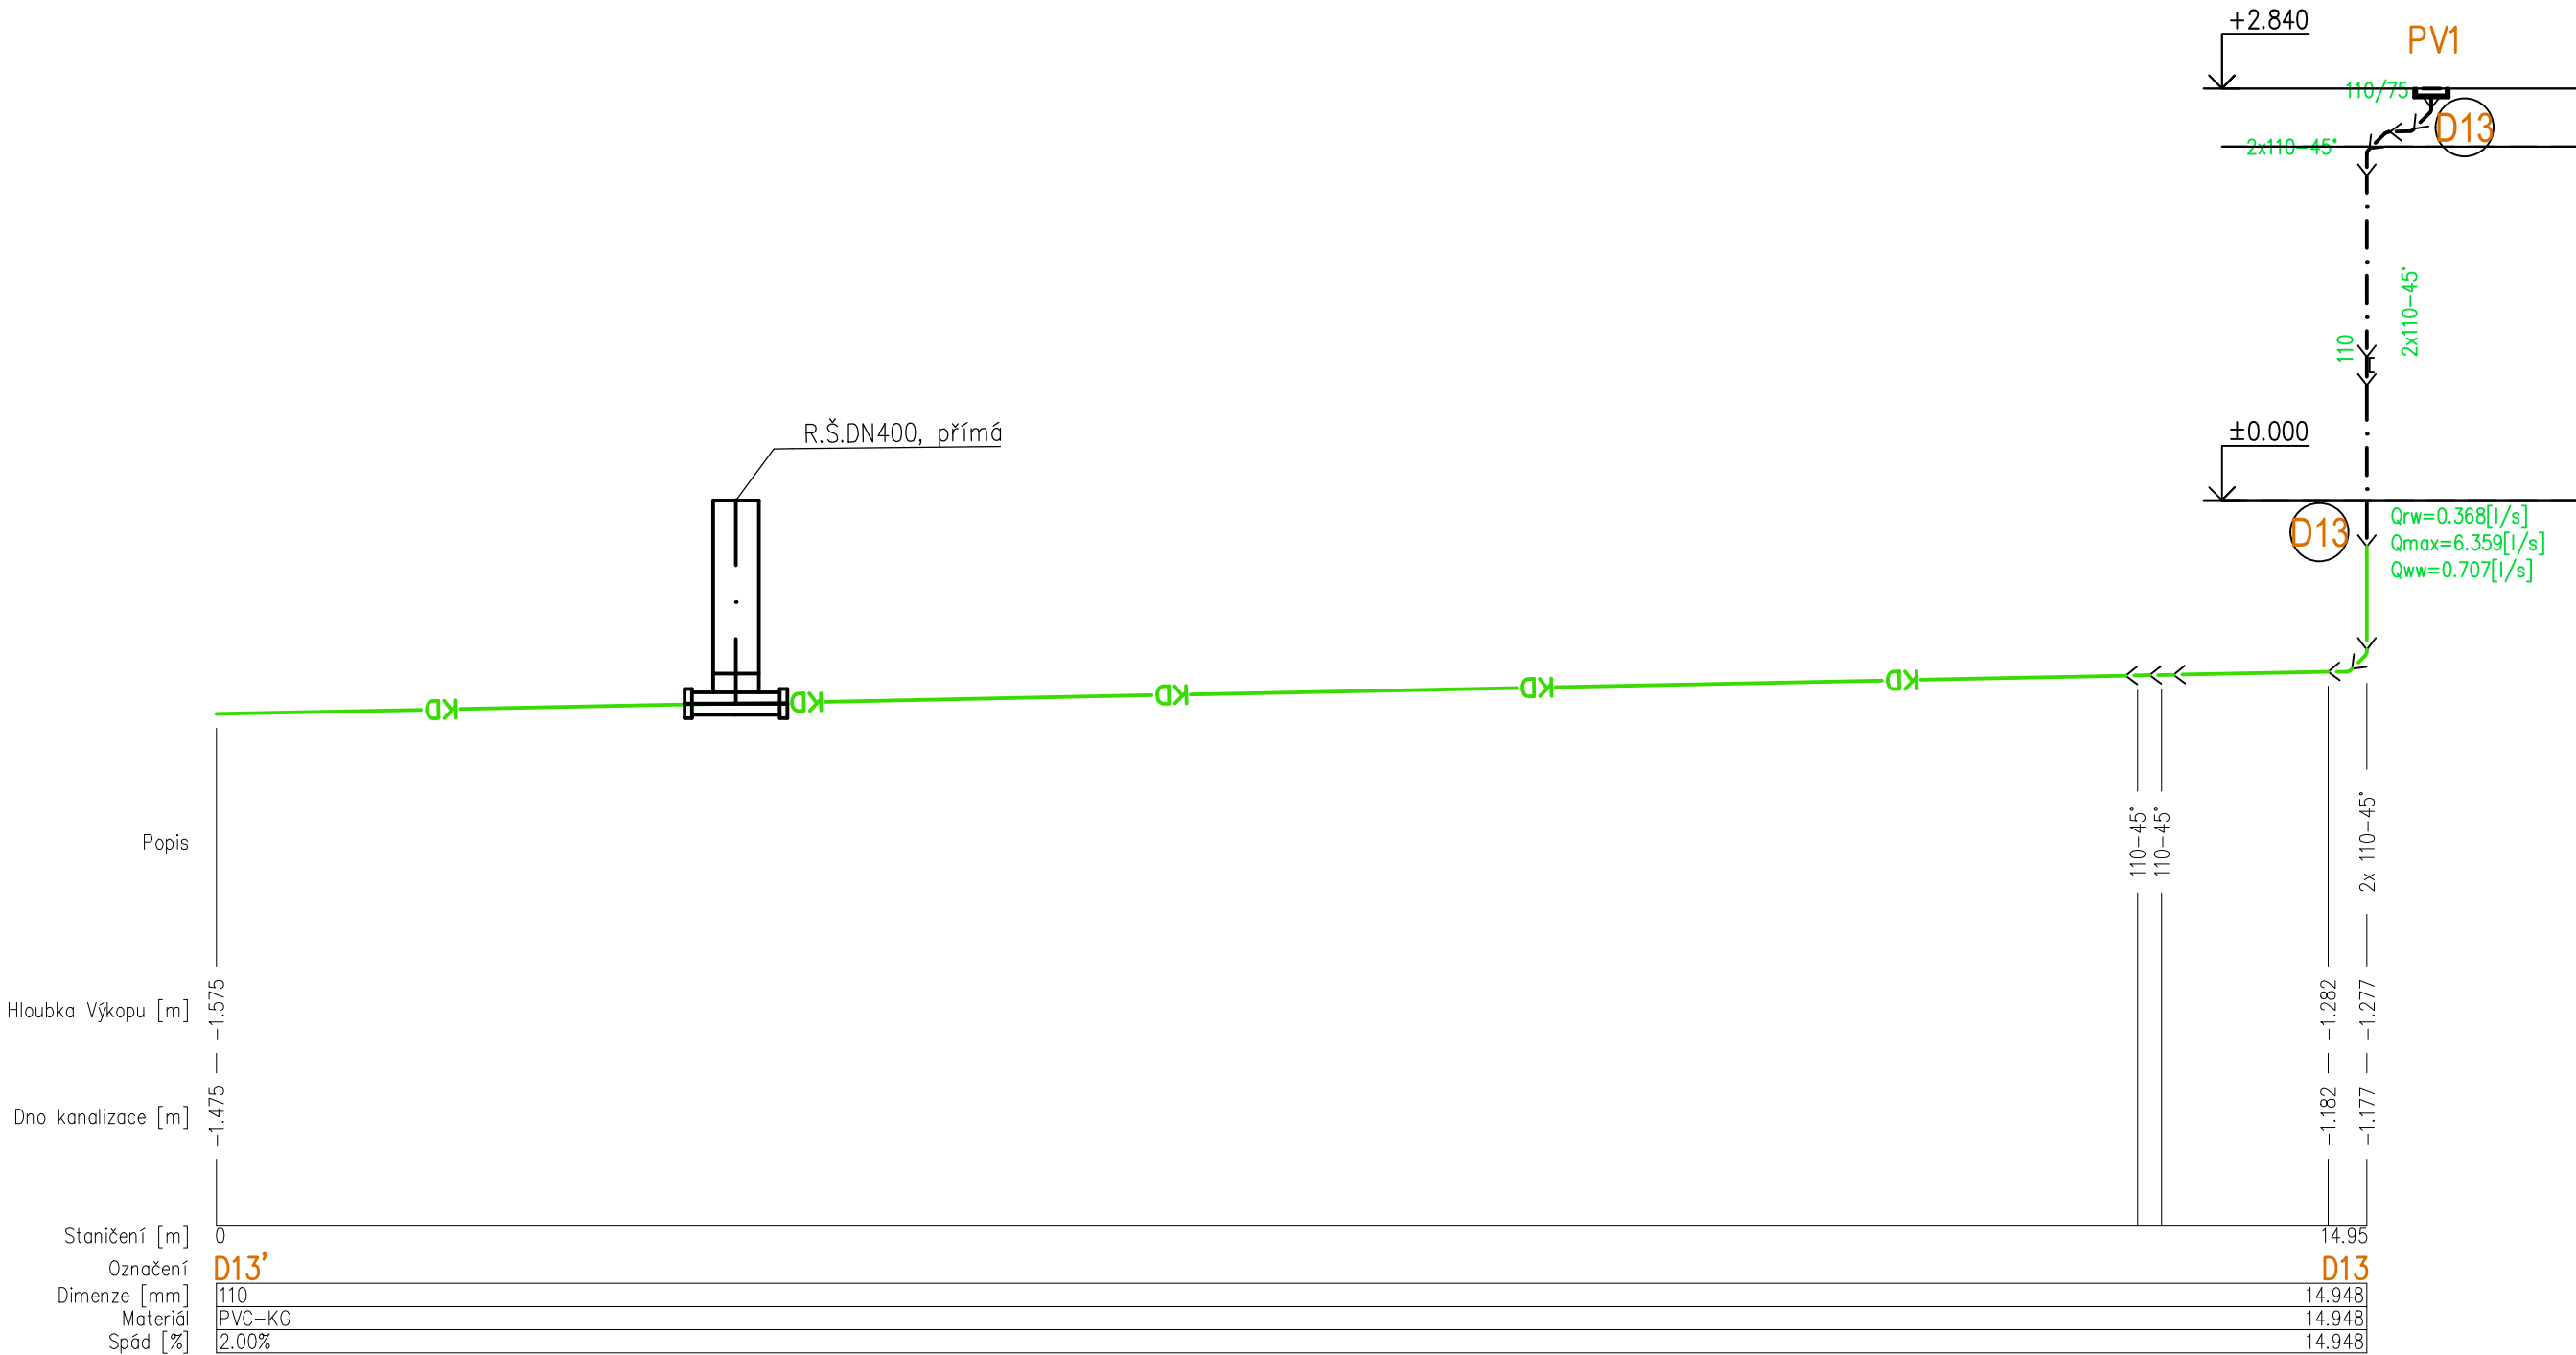 +2.840
PV1
110/75
D13
2x110-45°
2x110-45°
110
R.Š.DN400, přímá
±0.000
D13
Qrw=0.368[l/s]
Qmax=6.359[l/s]
Qww=0.707[l/s]
KD
KD
KD
KD
KD
Popis
110-45°
110-45°
2x 110-45°
Hloubka Výkopu [m]
-1.575
-1.282
-1.277
Dno kanalizace [m]
-1.475
-1.182
-1.177
Staničení [m] 0 14.95
Označení D13' D13
Dimenze [mm] 110 14.948
Materiál PVC-KG 14.948
Spád [%] 2.00% 14.948